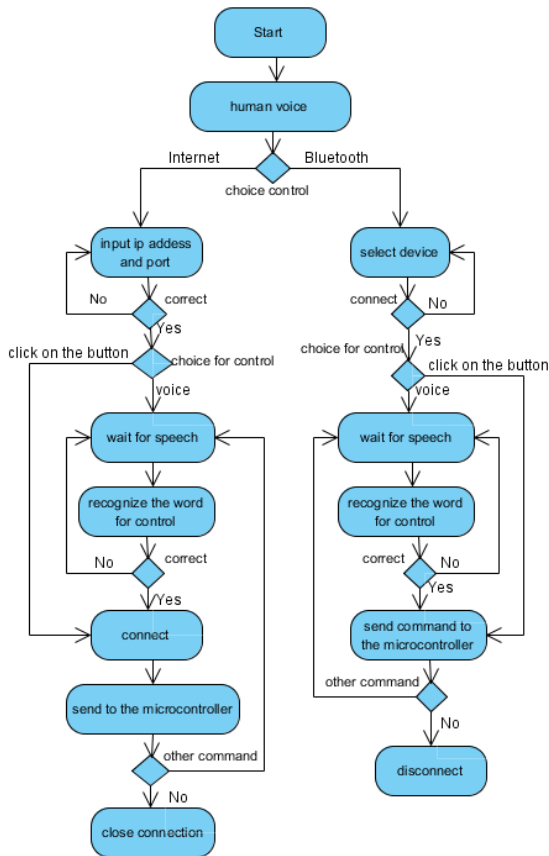 Start
human voice
Internet
Bluetooth
choice control
input ip addess
and port
select device
No
correct
connect
No
Yes
Yes
click on the button
choice for control
choice for control
click on the button
voice
voice
wait for speech
wait for speech
recognize the word
for control
recognize the word
for control
No
correct
correct
No
Yes
Yes
connect
send command to
the microcontroller
send to the microcontroller
other command
No
other command
disconnect
No
close connection